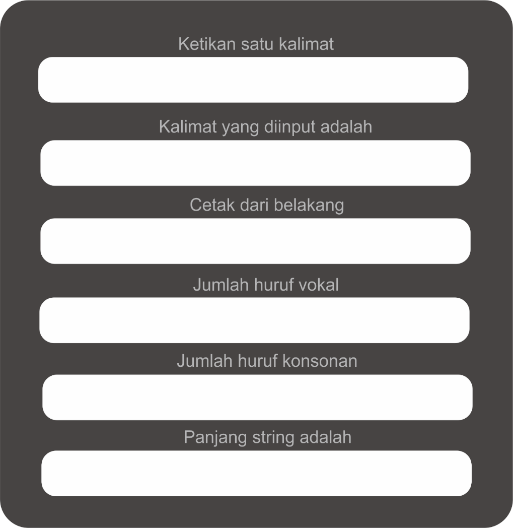 Ketikan satu kalimat
Kalimat yang diinput adalah
Cetak dari belakang
Jumlah huruf vokal
Jumlah huruf konsonan
Panjang string adalah